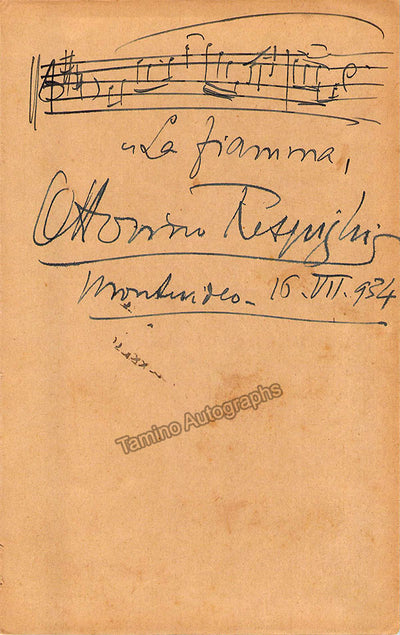 "La fiamma"
Ottorino Respighi
Montevideo - 16. VII. 934
Tamino Autographs